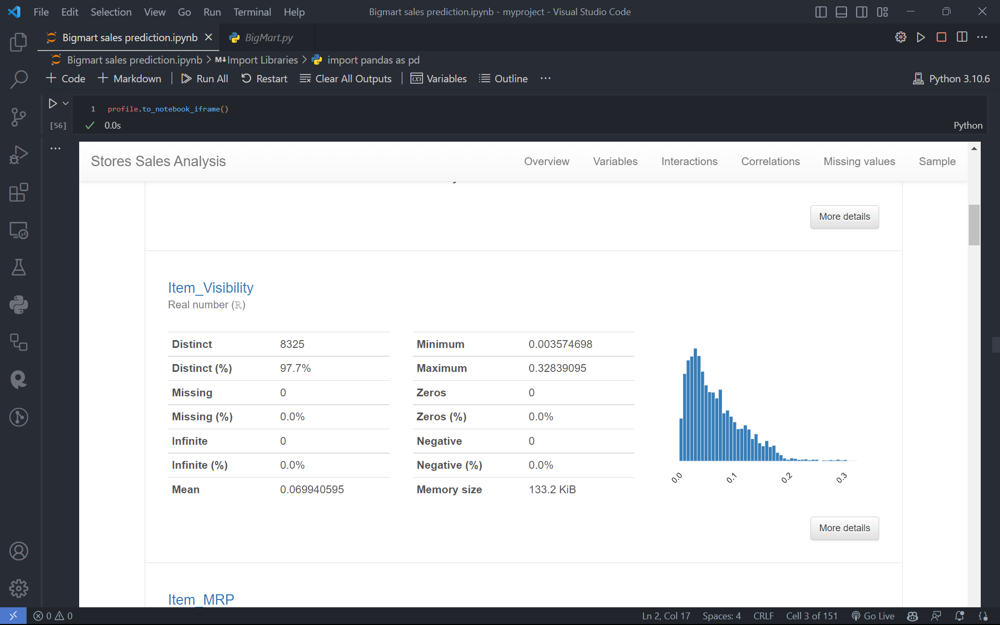 File Edit Selection View Go Run Terminal Help Bigmart sales prediction.ipynb - myproject - Visual Studio Code
Bigmart sales prediction.ipynb BigMart.py
Bigmart sales prediction.ipynb > M↓Import Libraries > import pandas as pd
+ Code + Markdown Run All Restart Clear All Outputs Variables Outline ... Python 3.10.6
1 profile.to_notebook_iframe()
[56] 0.0s Python
Stores Sales Analysis Overview Variables Interactions Correlations Missing values Sample
More details
Item_Visibility
Real number (ℝ)
Distinct 8325 Minimum 0.003574698
Distinct (%) 97.7% Maximum 0.32839095
Missing 0 Zeros 0
Missing (%) 0.0% Zeros (%) 0.0%
Infinite 0 Negative 0
Infinite (%) 0.0% Negative (%) 0.0%
Mean 0.069940595 Memory size 133.2 KiB
0.0 0.1 0.2 0.3
More details
Item_MRP
0 0 Ln 2, Col 17 Spaces: 4 CRLF Cell 3 of 151 Go Live